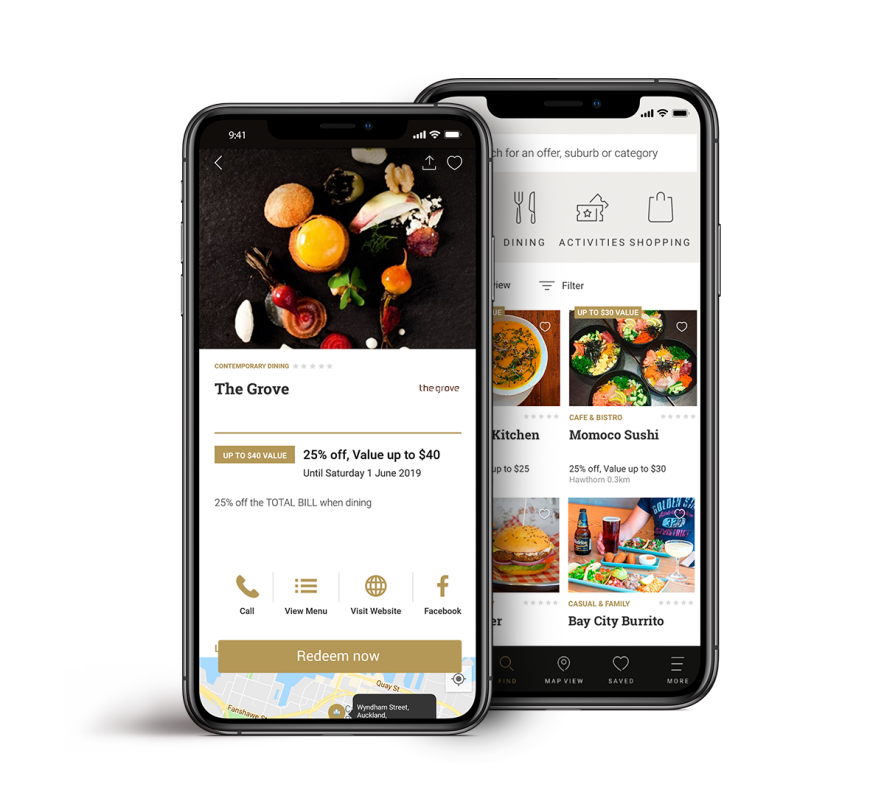 9:41
CONTEMPORARY DINING
The Grove
thegrove
UP TO $40 VALUE
25% off, Value up to $40
Until Saturday 1 June 2019
25% off the TOTAL BILL when dining
Call
View Menu
Visit Website
Facebook
Redeem now
Quay St
Fanshawe S
Wyndham Street,
Auckland,
ch for an offer, suburb or category
DINING
ACTIVITIES
SHOPPING
iew
Filter
UE
UP TO $30 VALUE
CAFE & BISTRO
Kitchen
Momoco Sushi
up to $25
25% off, Value up to $30
Hawthorn 0.3km
CASUAL & FAMILY
er
Bay City Burrito
FIND
MAP VIEW
SAVED
MORE